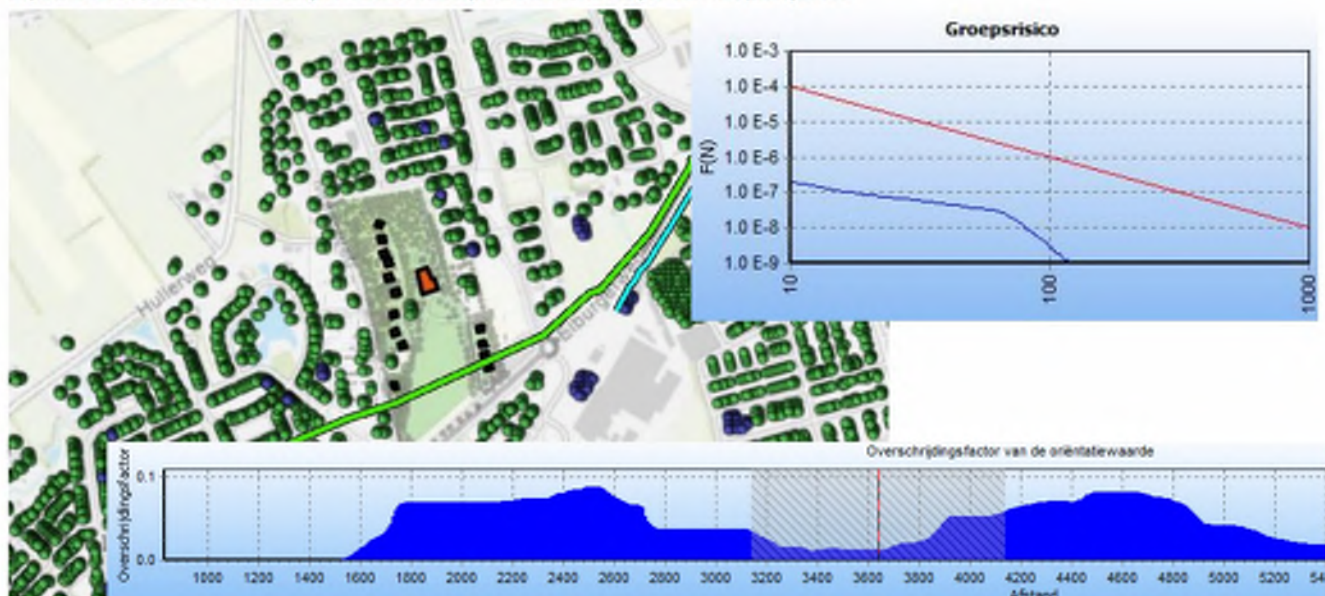 Groepsrisico
1.0 E-3
1.0 E-4
1.0 E-5
1.0 E-6
1.0 E-7
1.0 E-8
1.0 E-9
F(N)
10
100
1000
Hullerweg
Elburg
Overschrijdingsfactor van de oriëntatiewaarde
Overschrijdingsfactor
0.1
0.0
1000 1200 1400 1600 1800 2000 2200 2400 2600 2800 3000 3200 3400 3600 3800 4000 4200 4400 4600 4800 5000 5200
Afstand